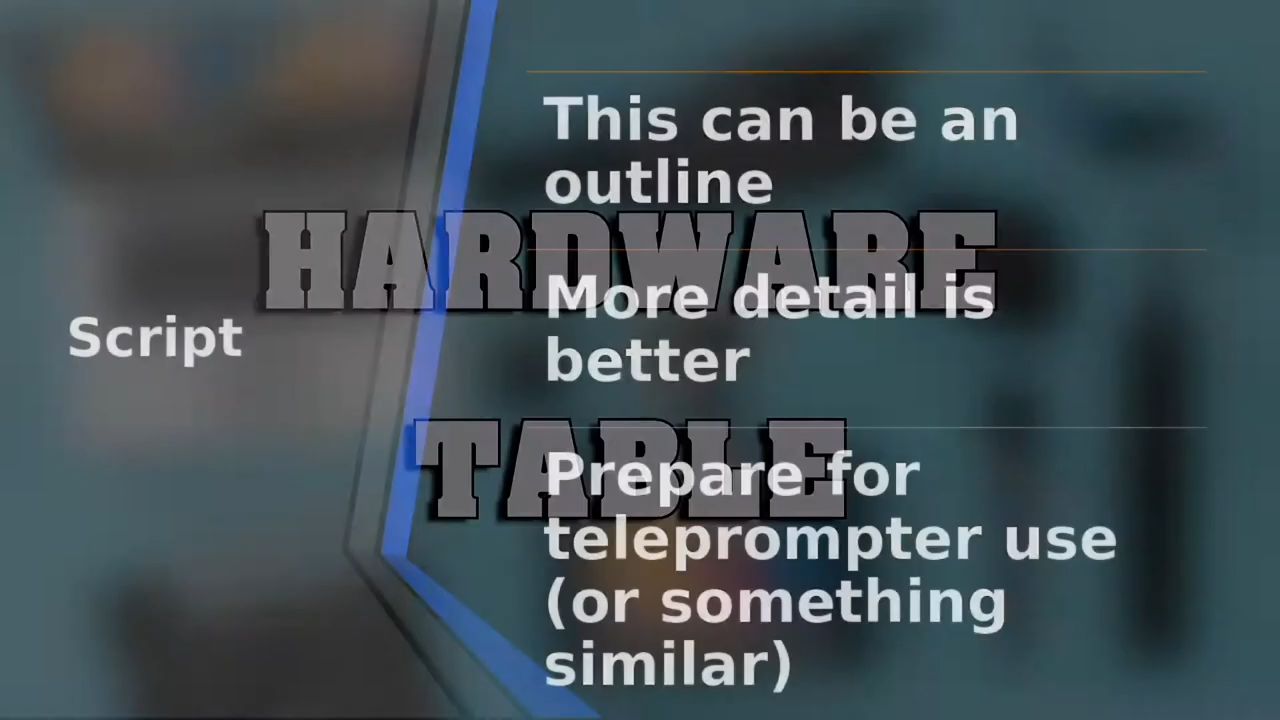 This can be an
outline
HARDWARE
More detail is
better
Script
TABLE
Prepare for
teleprompter use
(or something
similar)